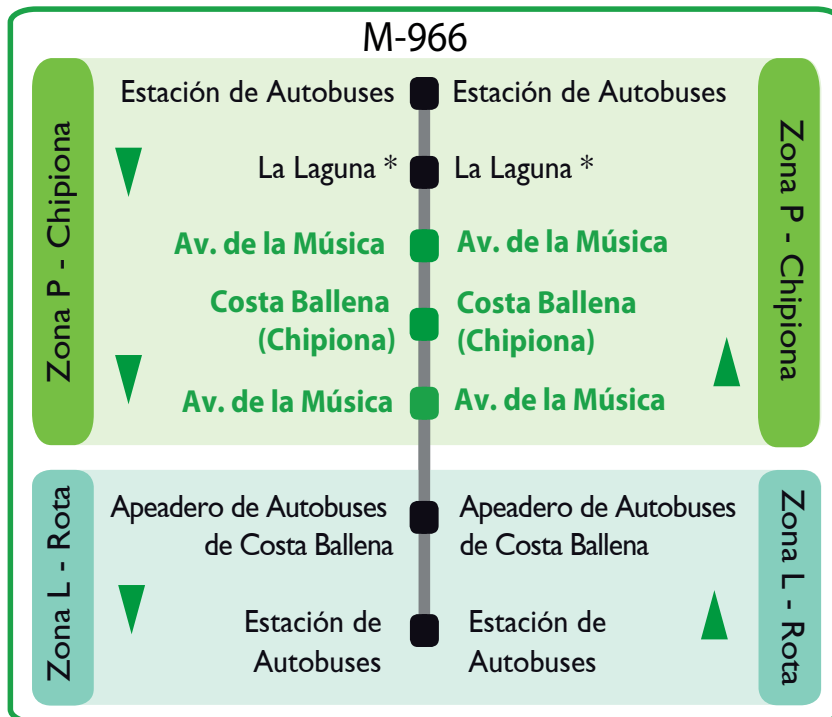 M-966
Zona P - Chipiona
Estación de Autobuses
Estación de Autobuses
La Laguna *
La Laguna *
Av. de la Música
Av. de la Música
Costa Ballena
(Chipiona)
Costa Ballena
(Chipiona)
Av. de la Música
Av. de la Música
Zona P - Chipiona
Zona L - Rota
Apeadero de Autobuses
de Costa Ballena
Apeadero de Autobuses
de Costa Ballena
Estación de
Autobuses
Estación de
Autobuses
Zona L - Rota